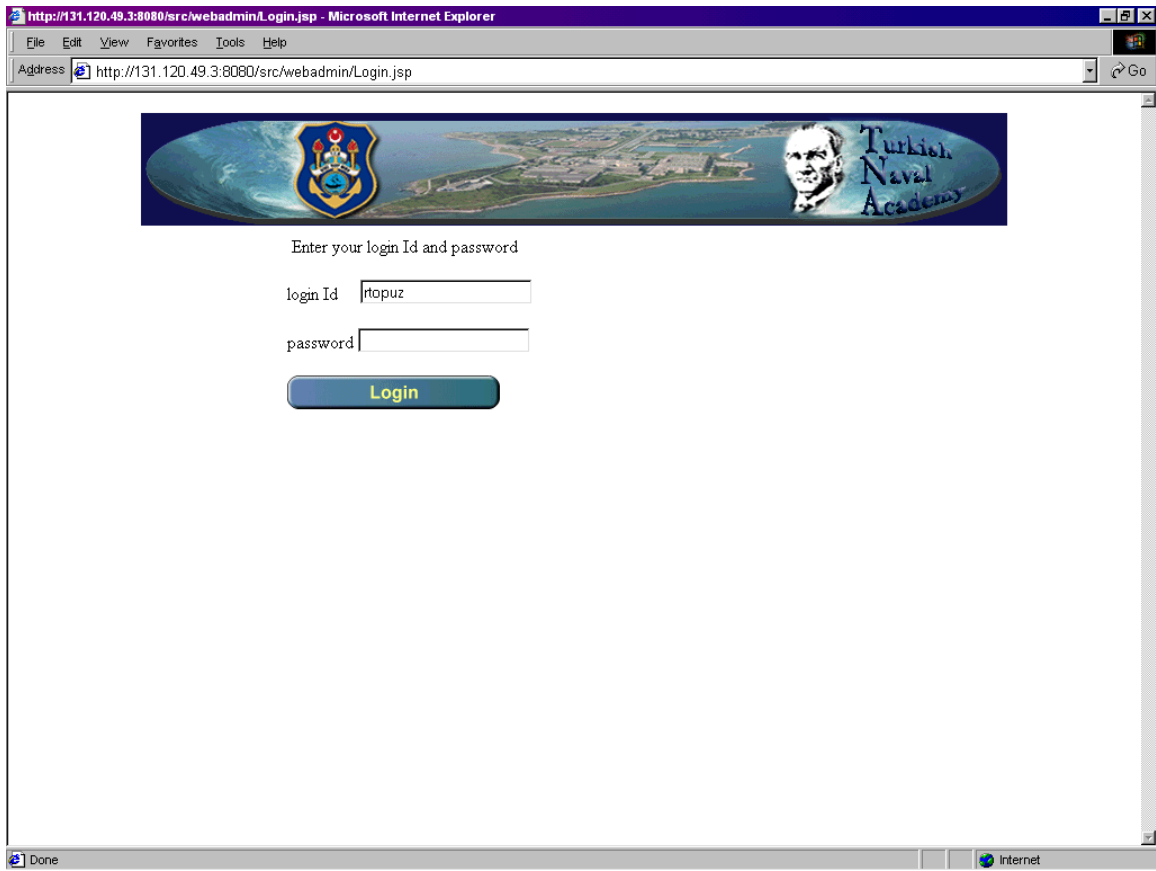 http://131.120.49.3:8080/src/webadmin/Login.jsp - Microsoft Internet Explorer
File Edit View Favorites Tools Help
Address http://131.120.49.3:8080/src/webadmin/Login.jsp Go
Turkish
Naval
Academy
Enter your login Id and password
login Id rtopuz
password
Login
Done Internet